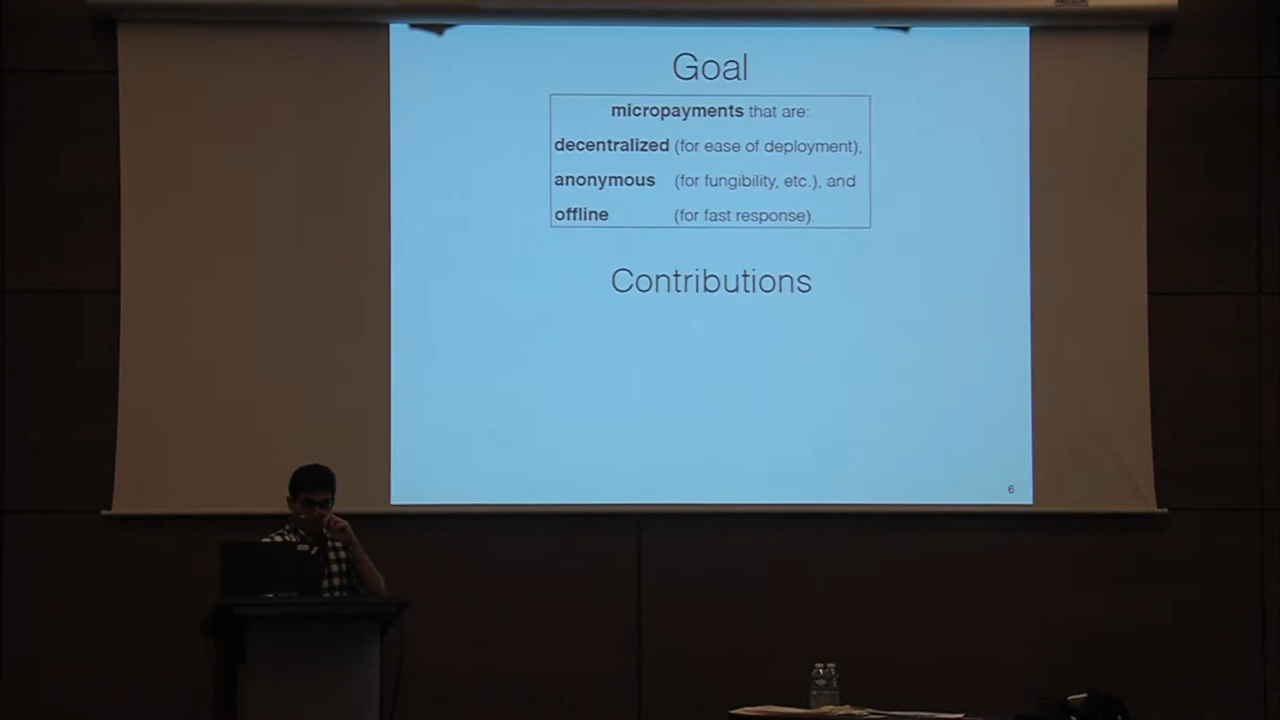 Goal
micropayments that are:
decentralized (for ease of deployment),
anonymous (for fungibility, etc.), and
offline (for fast response).
Contributions
6